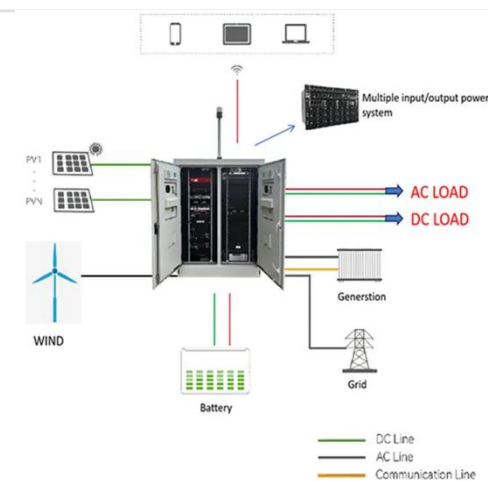 Multiple input/output power
system
PV1
PVN
AC LOAD
DC LOAD
Generstion
WIND
Grid
Battery
DC Line
AC Line
Communication Line